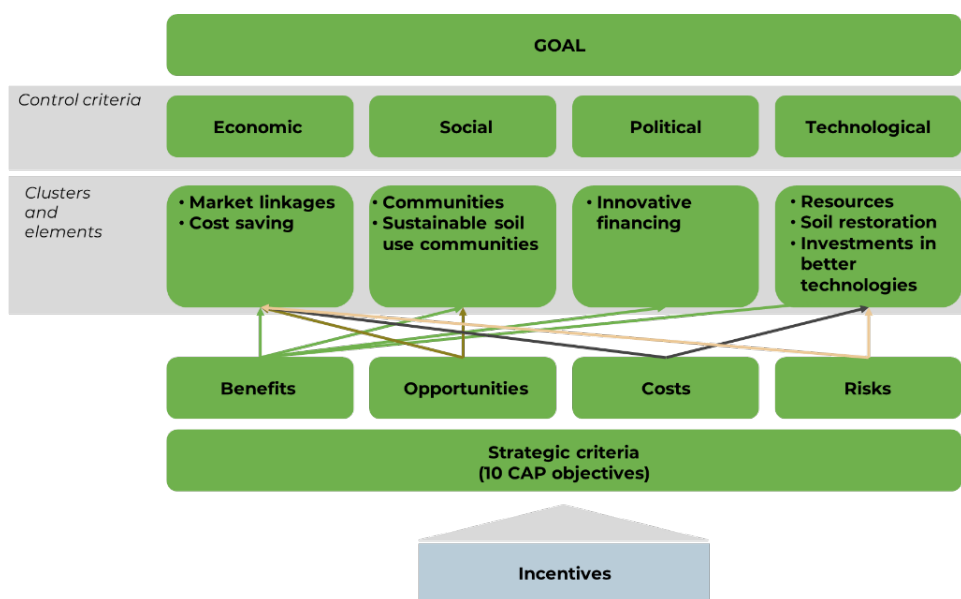 GOAL
Control criteria
Economic
Social
Political
Technological
Clusters
and
elements
• Market linkages
• Cost saving
• Communities
• Sustainable soil
use communities
• Innovative
financing
• Resources
• Soil restoration
• Investments in
better
technologies
Benefits
Opportunities
Costs
Risks
Strategic criteria
(10 CAP objectives)
Incentives